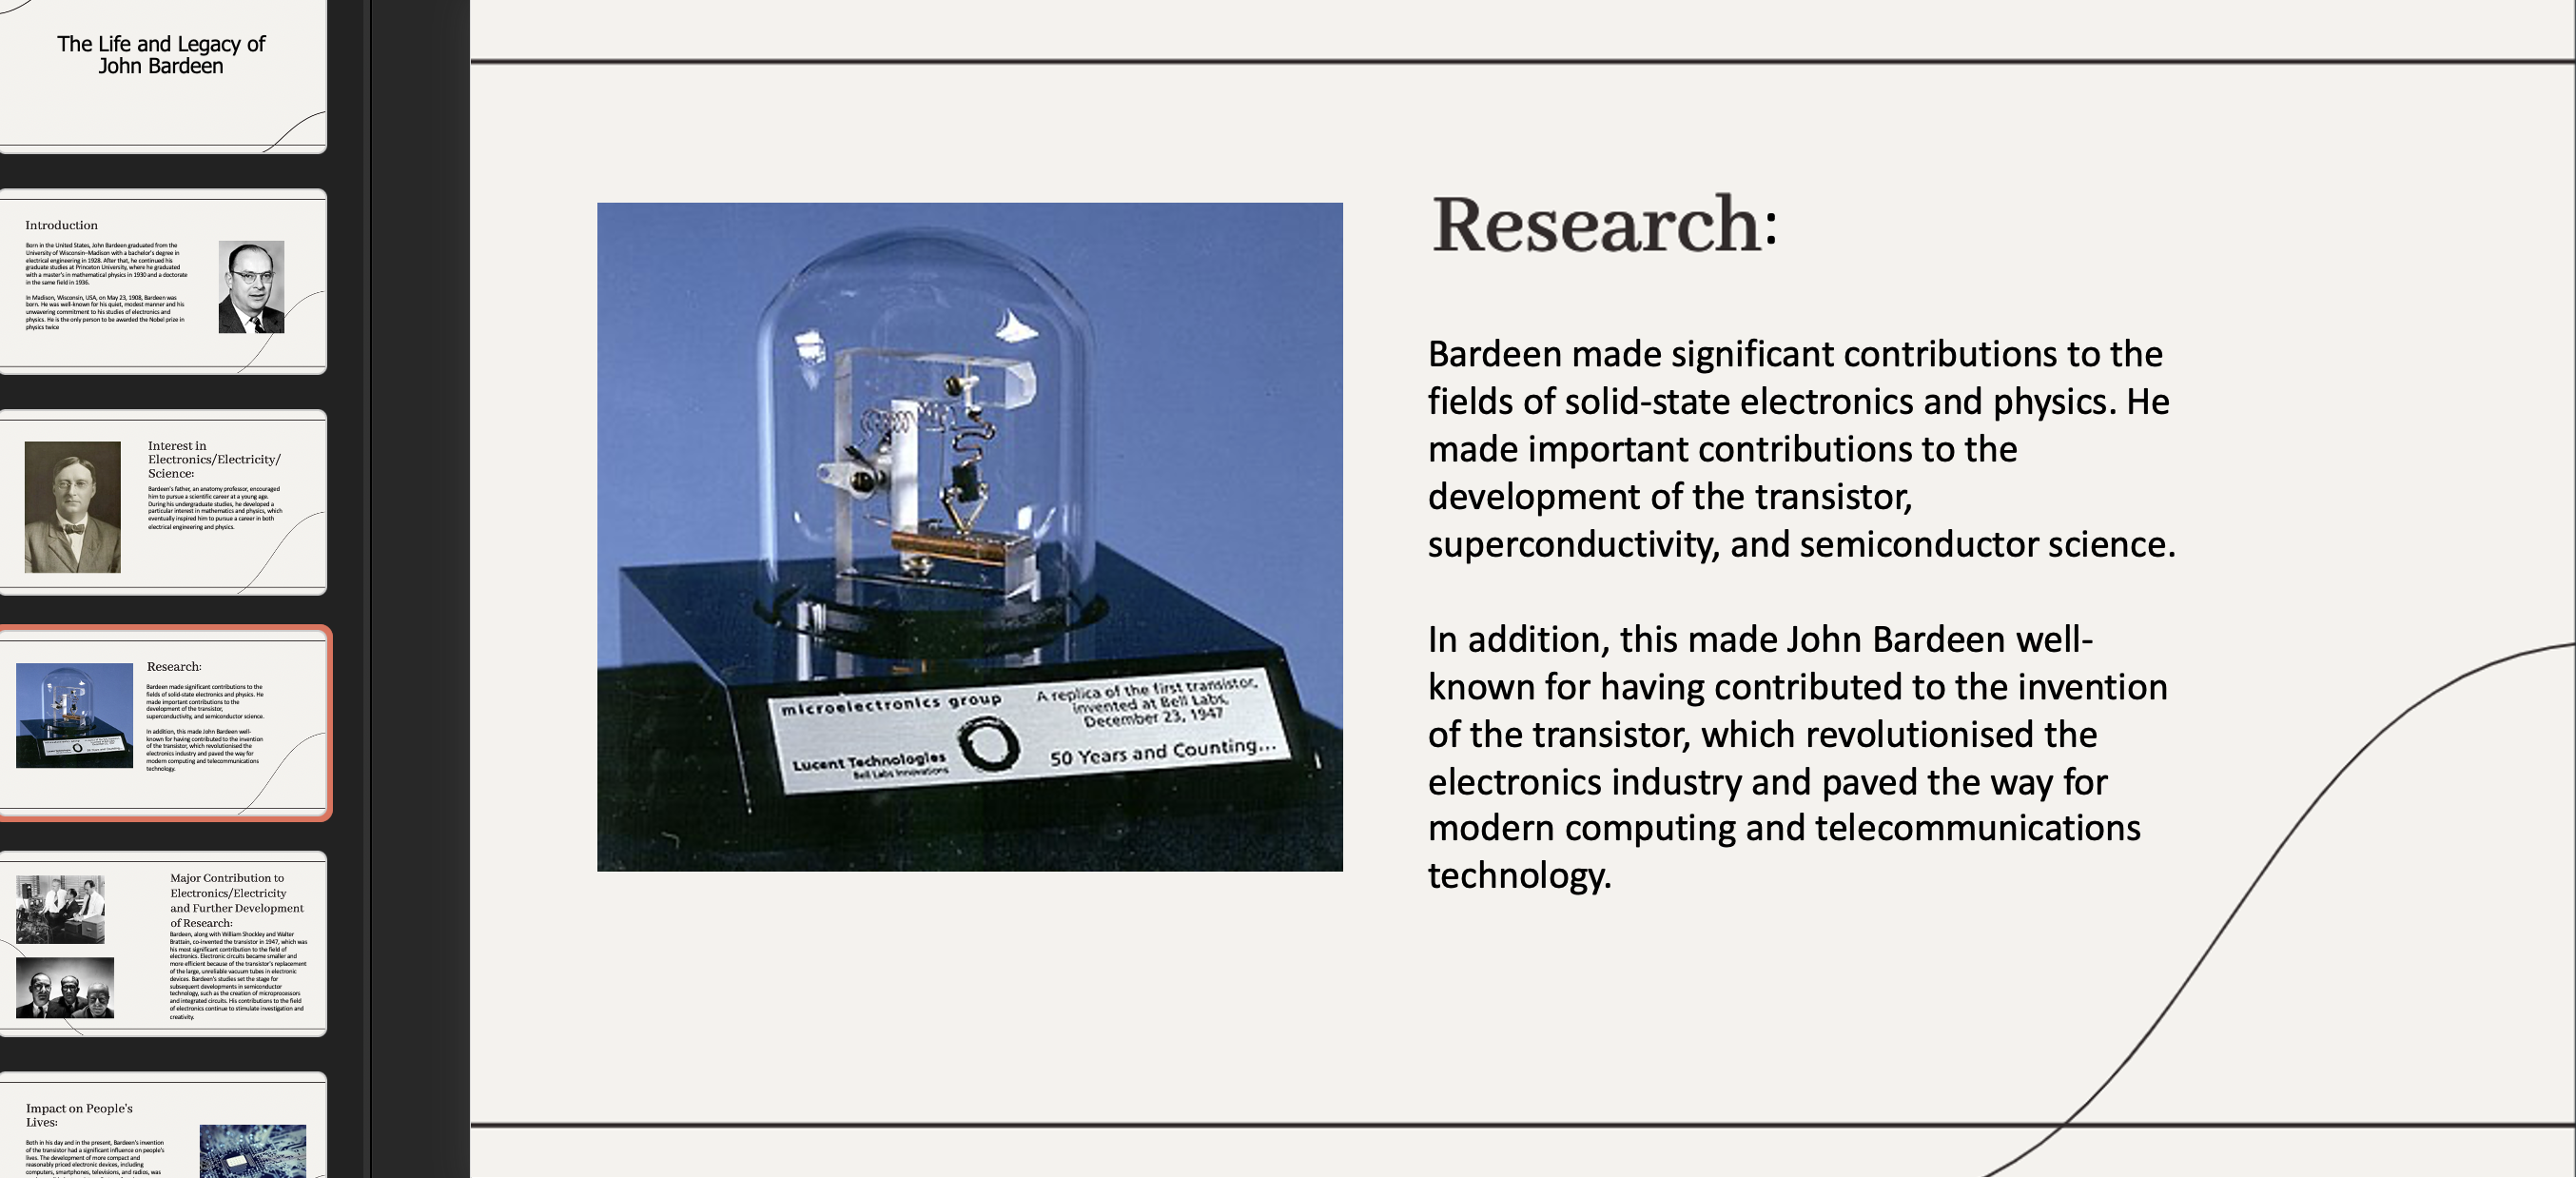 The Life and Legacy of
John Bardeen
Introduction
Born in the United States, John Bardeen graduated from the
University of Wisconsin-Madison with a bachelor's degree in
electrical engineering in 1928. After that, he continued his
graduate studies at Princeton University, where he graduated
with a master's in mathematical physics in 1930 and a doctorate
in the same field in 1936.
In Madison, Wisconsin, USA, on May 23, 1908, Bardeen was
born. He was well-known for his quiet, modest manner and his
unwavering commitment to his studies of electronics and
physics. He is the only person to be awarded the Nobel prize in
physics twice
Interest in
Electronics/Electricity/
Science:
Bardeen's father, an anatomy professor, encouraged
him to pursue a scientific career at a young age.
During his undergraduate studies, he developed a
particular interest in mathematics and physics, which
eventually inspired him to pursue a career in both
electrical engineering and physics.
Research:
Bardeen made significant contributions to the
fields of solid-state electronics and physics. He
made important contributions to the
development of the transistor,
superconductivity, and semiconductor science.
In addition, this made John Bardeen well-
known for having contributed to the invention
of the transistor, which revolutionised the
electronics industry and paved the way for
modern computing and telecommunications
technology.
Major Contribution to
Electronics/Electricity
and Further Development
of Research:
Bardeen, along with William Shockley and Walter
Brattain, co-invented the transistor in 1947, which was
his most significant contribution to the field of
electronics. Electronic circuits became smaller and
more efficient because of the transistor's replacement
of the large, unreliable vacuum tubes in electronic
devices. Bardeen's studies set the stage for
subsequent developments in semiconductor
technology, such as the creation of microprocessors
and integrated circuits. His contributions to the field
of electronics continue to stimulate investigation and
creativity.
Impact on People's
Lives:
Both in his day and in the present, Bardeen's invention
of the transistor had a significant influence on people's
lives. The development of more compact and
reasonably priced electronic devices, including
computers, smartphones, televisions, and radios, was
microelectronics group
Lucent Technologies
Bell Labs Innovations
A replica of the first transistor,
invented at Bell Labs,
December 23, 1947
50 Years and Counting...
Research:
Bardeen made significant contributions to the
fields of solid-state electronics and physics. He
made important contributions to the
development of the transistor,
superconductivity, and semiconductor science.
In addition, this made John Bardeen well-
known for having contributed to the invention
of the transistor, which revolutionised the
electronics industry and paved the way for
modern computing and telecommunications
technology.